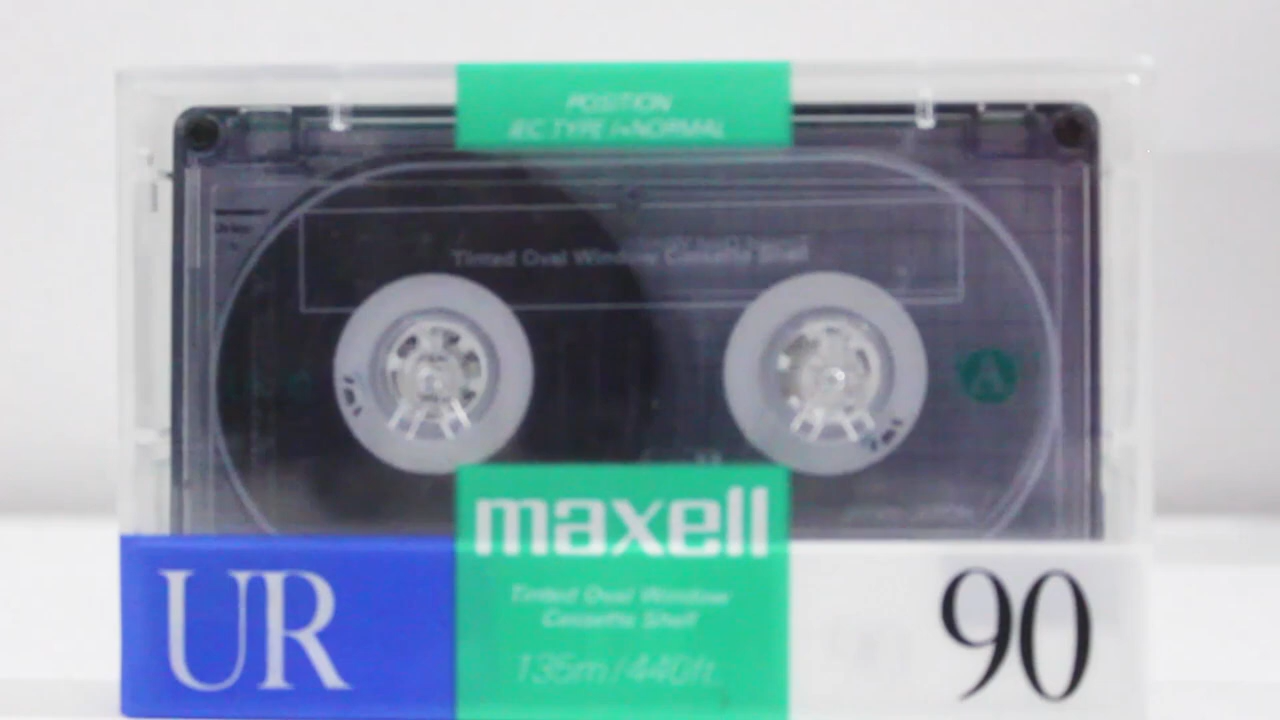 POSITION
IEC TYPE I•NORMAL
Tinted Oval Window Cassette Shell
A
maxell
UR
90
Tinted Oval Window
Cassette Shell
135m/440ft.